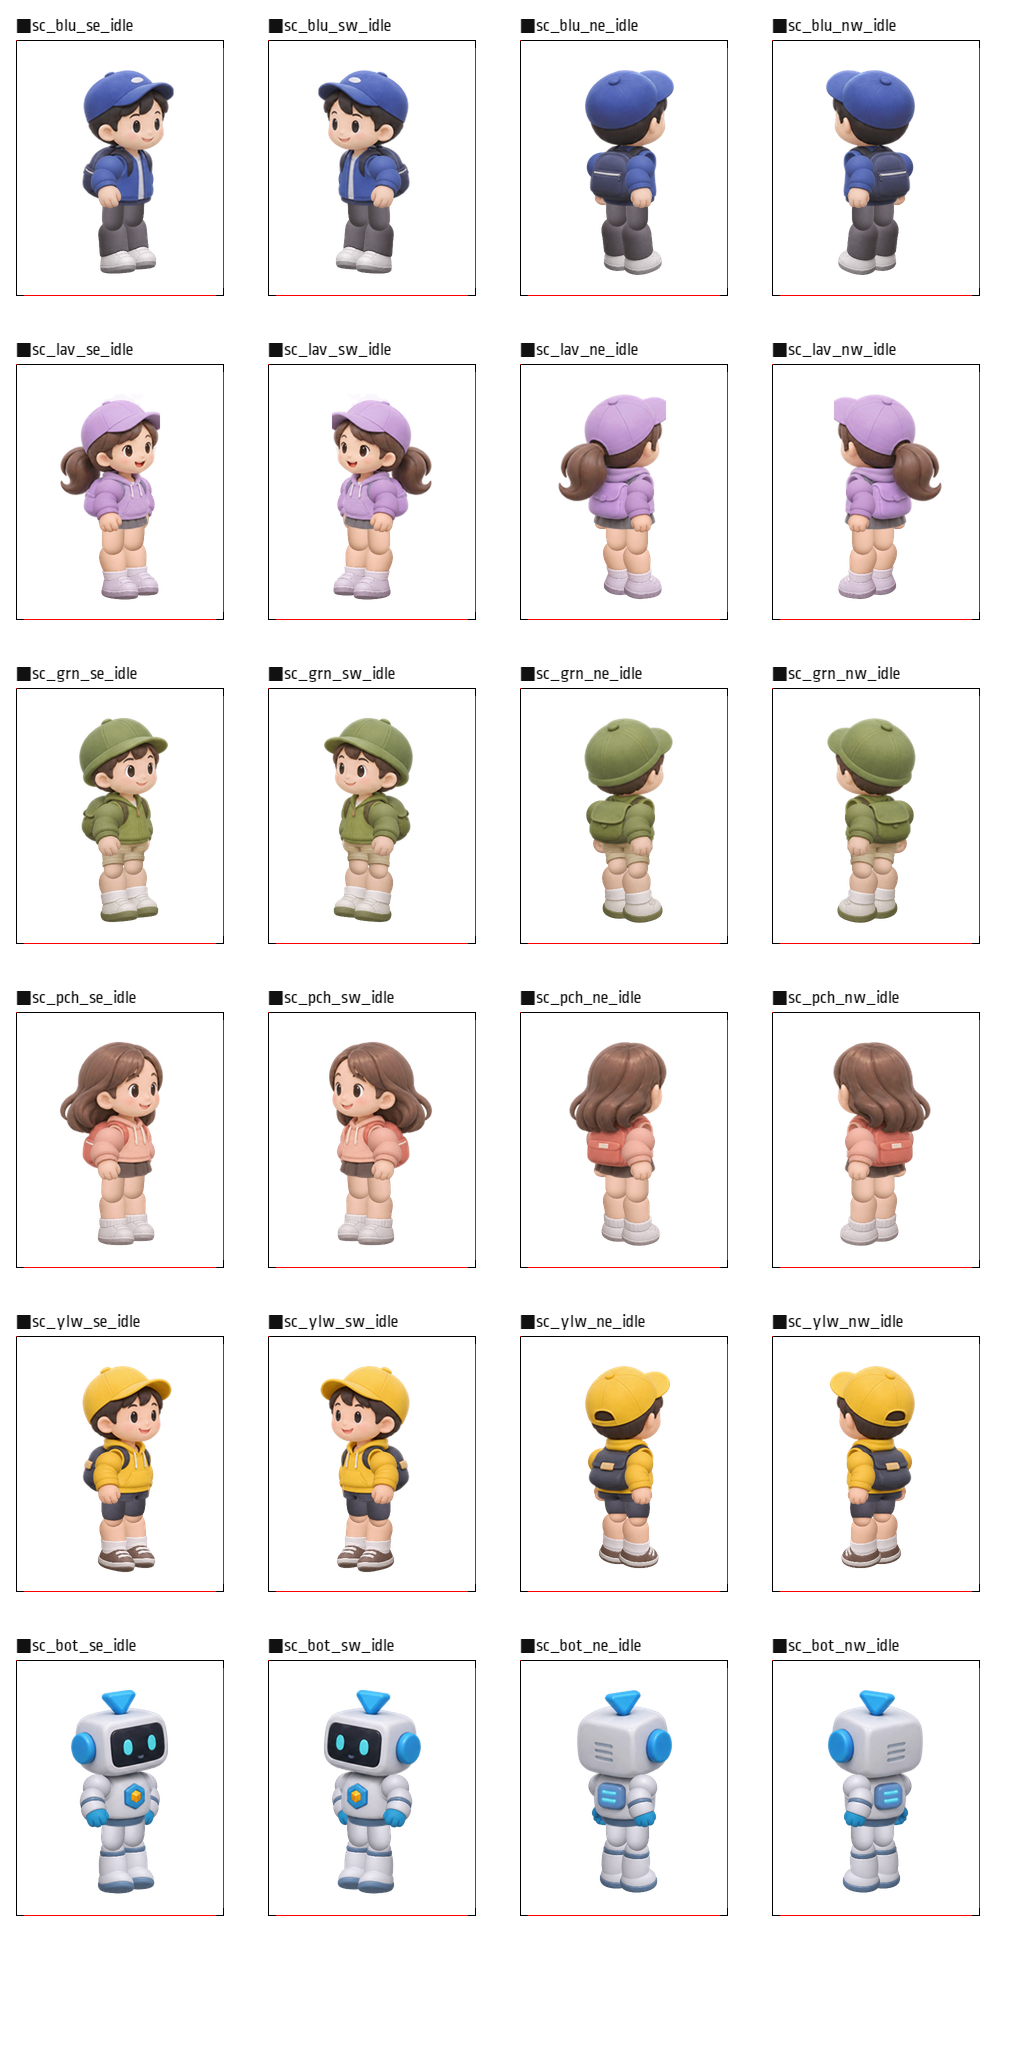 ■sc_blu_se_idle
■sc_blu_sw_idle
■sc_blu_ne_idle
■sc_blu_nw_idle
■sc_lav_se_idle
■sc_lav_sw_idle
■sc_lav_ne_idle
■sc_lav_nw_idle
■sc_grn_se_idle
■sc_grn_sw_idle
■sc_grn_ne_idle
■sc_grn_nw_idle
■sc_pch_se_idle
■sc_pch_sw_idle
■sc_pch_ne_idle
■sc_pch_nw_idle
■sc_ylw_se_idle
■sc_ylw_sw_idle
■sc_ylw_ne_idle
■sc_ylw_nw_idle
■sc_bot_se_idle
■sc_bot_sw_idle
■sc_bot_ne_idle
■sc_bot_nw_idle